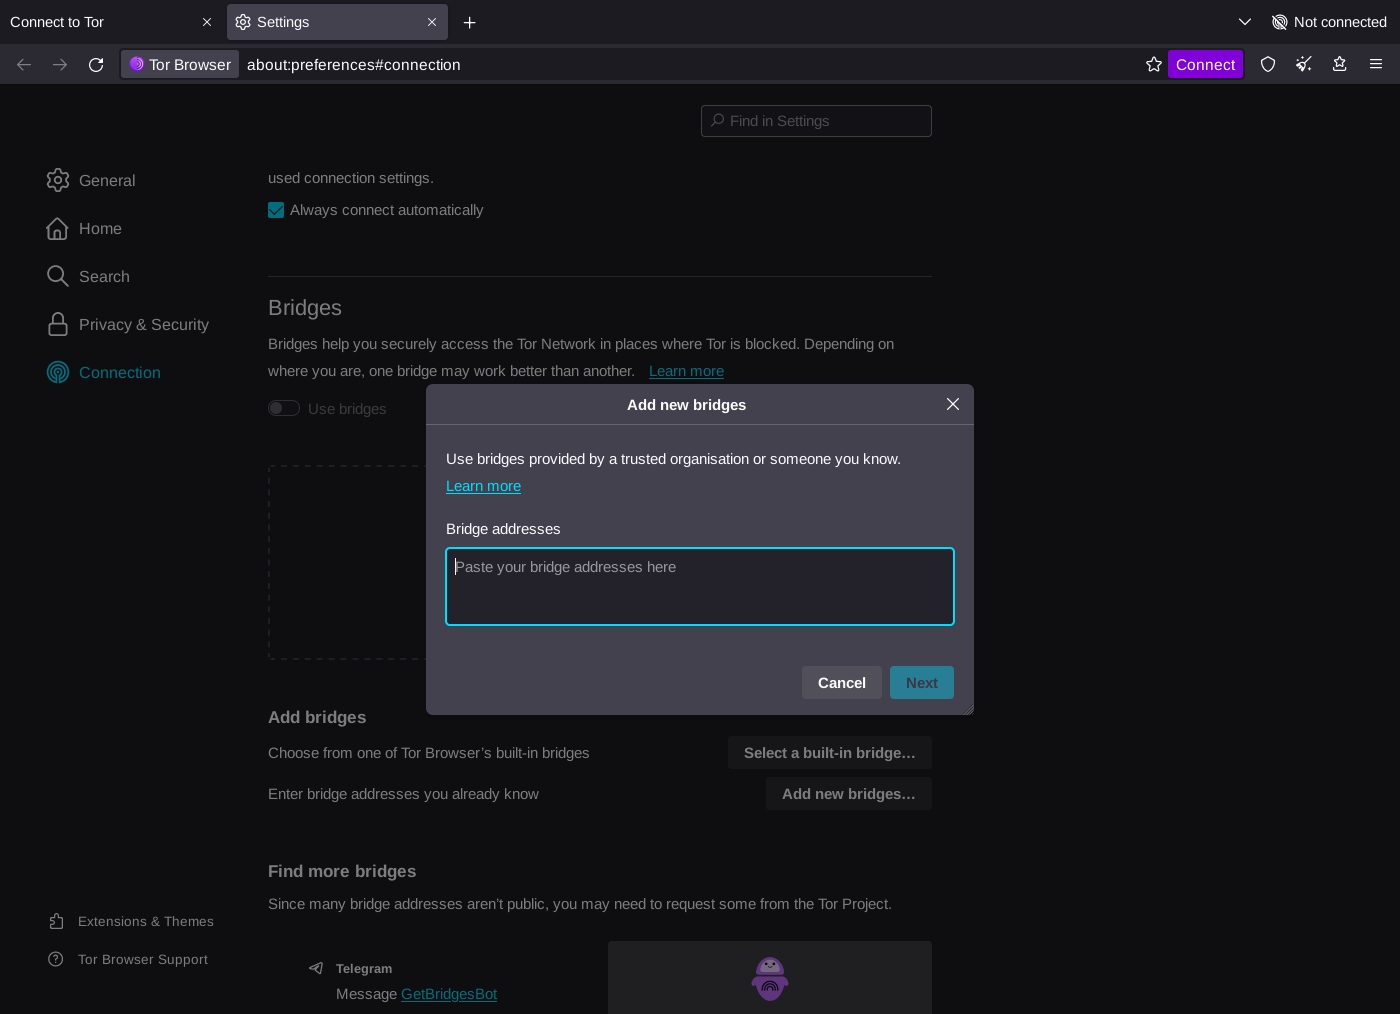 Connect to Tor
Settings
Not connected
Tor Browser
about:preferences#connection
Connect
Find in Settings
General
Home
Search
Privacy & Security
Connection
Extensions & Themes
Tor Browser Support
used connection settings.
Always connect automatically
Bridges
Bridges help you securely access the Tor Network in places where Tor is blocked. Depending on
where you are, one bridge may work better than another. Learn more
Use bridges
Add new bridges
Use bridges provided by a trusted organisation or someone you know.
Learn more
Bridge addresses
Paste your bridge addresses here
Cancel
Next
Add bridges
Choose from one of Tor Browser’s built-in bridges
Select a built-in bridge…
Enter bridge addresses you already know
Add new bridges…
Find more bridges
Since many bridge addresses aren’t public, you may need to request some from the Tor Project.
Telegram
Message GetBridgesBot